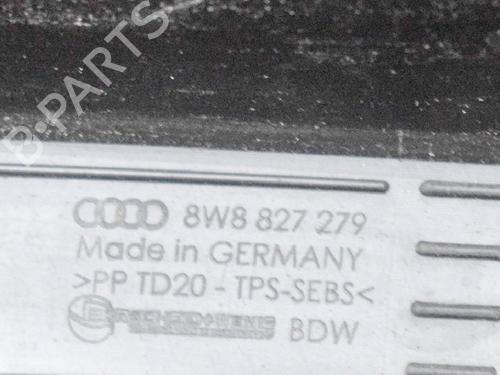 B-PARTS
8W8 827 279
Made in GERMANY
>PP TD20 - TPS-SEBS<
BDW